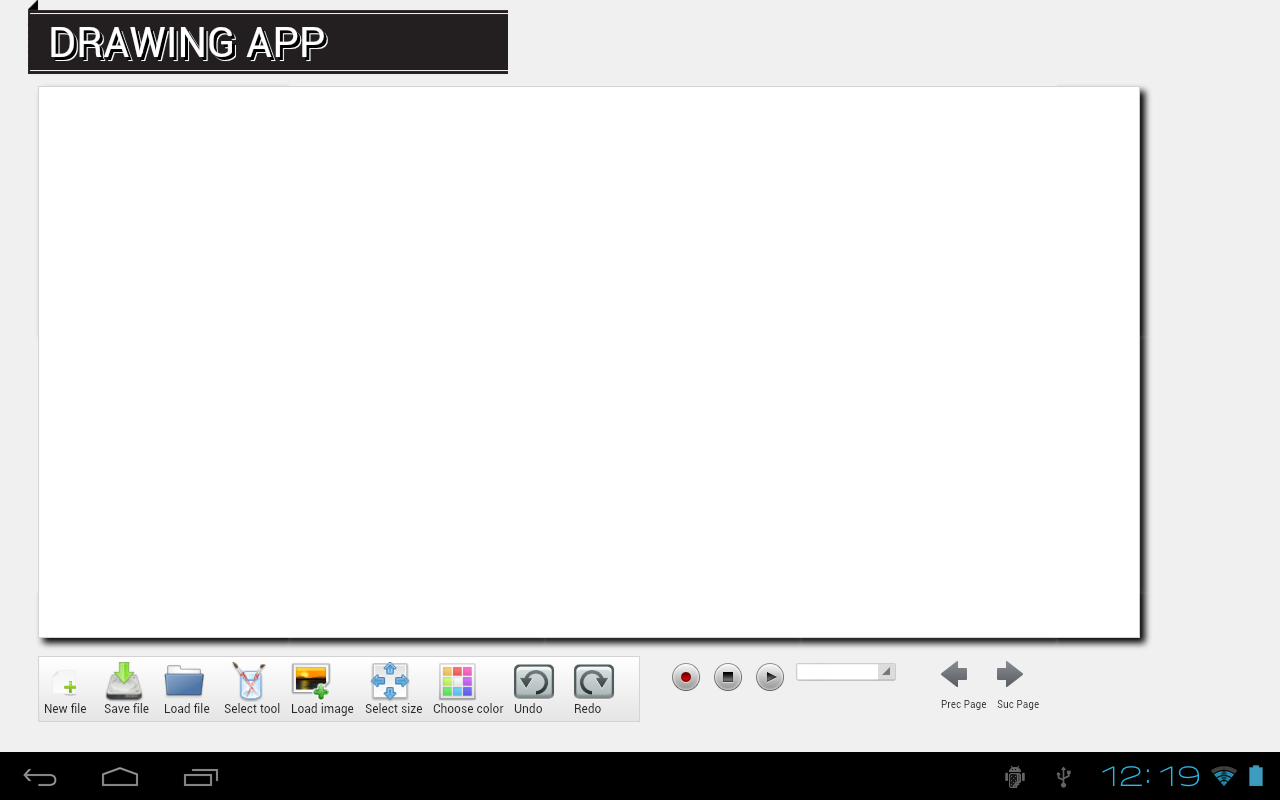 DRAWING APP
New file Save file Load file Select tool Load image Select size Choose color Undo Redo
Prec Page Suc Page
12:19